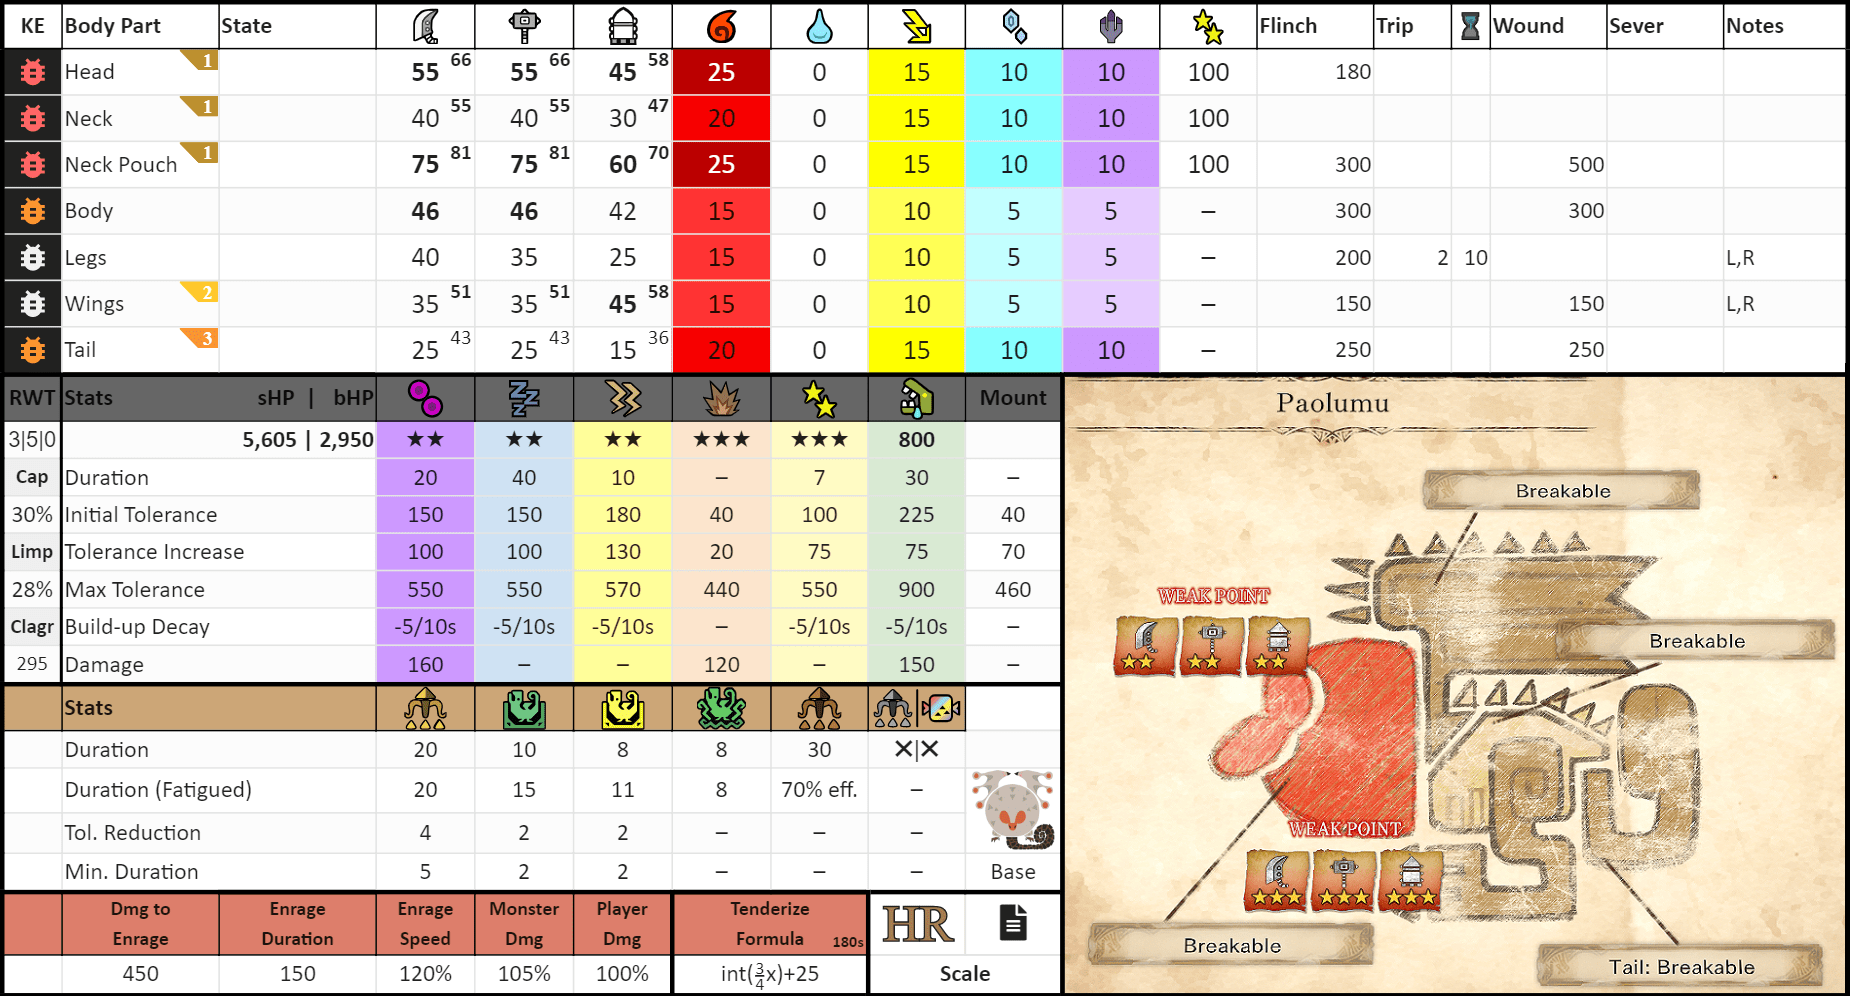 KE Body Part State Flinch Trip Wound Sever Notes
Head 1 55 66 55 66 45 58 25 0 15 10 10 100 180
Neck 1 40 55 40 55 30 47 20 0 15 10 10 100
Neck Pouch 1 75 81 75 81 60 70 25 0 15 10 10 100 300 500
Body 46 46 42 15 0 10 5 5 – 300 300
Legs 40 35 25 15 0 10 5 5 – 200 2 10 L,R
Wings 2 35 51 35 51 45 58 15 0 10 5 5 – 150 150 L,R
Tail 3 25 43 25 43 15 36 20 0 15 10 10 – 250 250
RWT Stats sHP | bHP Mount
3|5|0 5,605 | 2,950 ★★ ★★ ★★ ★★★ ★★★ 800
Cap Duration 20 40 10 – 7 30 –
30% Initial Tolerance 150 150 180 40 100 225 40
Limp Tolerance Increase 100 100 130 20 75 75 70
28% Max Tolerance 550 550 570 440 550 900 460
Clagr Build-up Decay -5/10s -5/10s -5/10s – -5/10s -5/10s –
295 Damage 160 – – 120 – 150 –
Stats
Duration 20 10 8 8 30 ✕|✕
Duration (Fatigued) 20 15 11 8 70% eff. –
Tol. Reduction 4 2 2 – – –
Min. Duration 5 2 2 – – – Base
Dmg to Enrage Enrage Duration Enrage Speed Monster Dmg Player Dmg Tenderize Formula 180s HR
450 150 120% 105% 100% int(3/4x)+25 Scale
Paolumu
Breakable
WEAK POINT
Breakable
WEAK POINT
Breakable
Tail: Breakable